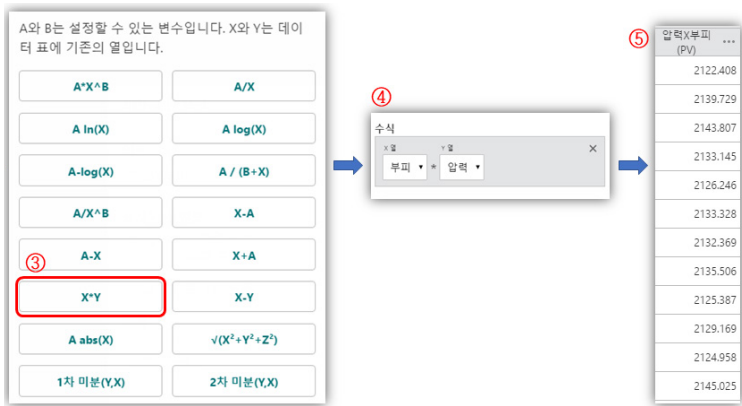 A와 B는 설정할 수 있는 변수입니다. X와 Y는 데이
터 표에 기존의 열입니다.
A*X^B
A/X
A ln(X)
A log(X)
A-log(X)
A / (B+X)
A/X^B
X-A
A-X
X+A
③
X*Y
X-Y
A abs(X)
√(X²+Y²+Z²)
1차 미분(Y,X)
2차 미분(Y,X)
④
수식
X 열
Y 열
×
부피 ▾ * 압력 ▾
⑤
압력X부피 ...
(PV)
2122.408
2139.729
2143.807
2133.145
2126.246
2133.328
2132.369
2135.506
2125.387
2129.169
2124.958
2145.025